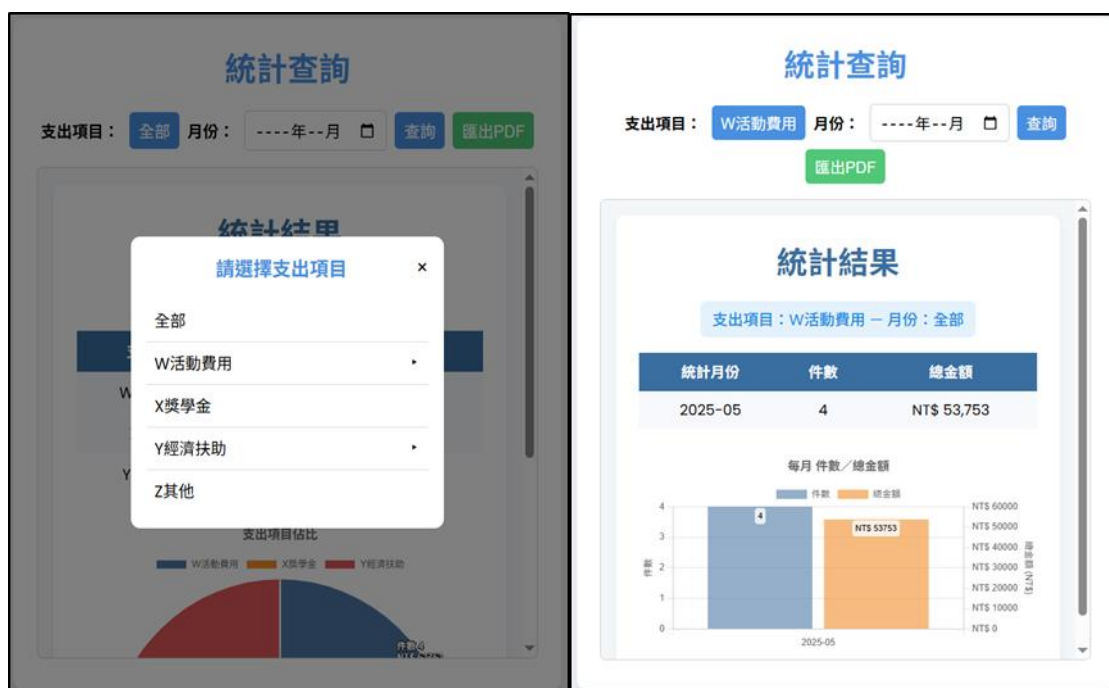 統計查詢
支出項目： 全部 月份： ----年--月 查詢 匯出PDF
統計結果
請選擇支出項目 ×
全部
W活動費用 ▸
X獎學金
Y經濟扶助 ▸
Z其他
W
Y
支出項目佔比
W活動費用 X獎學金 Y經濟扶助
件數 4
統計查詢
支出項目： W活動費用 月份： ----年--月 查詢
匯出PDF
統計結果
支出項目：W活動費用 － 月份：全部
統計月份 件數 總金額
2025-05 4 NT$ 53,753
每月 件數／總金額
件數 總金額
4 NT$ 60000
NT$ 50000
3
NT$ 40000
2 NT$ 30000
NT$ 20000
1
NT$ 10000
0 NT$ 0
4
NT$ 53753
件數
總金額 (NT$)
2025-05